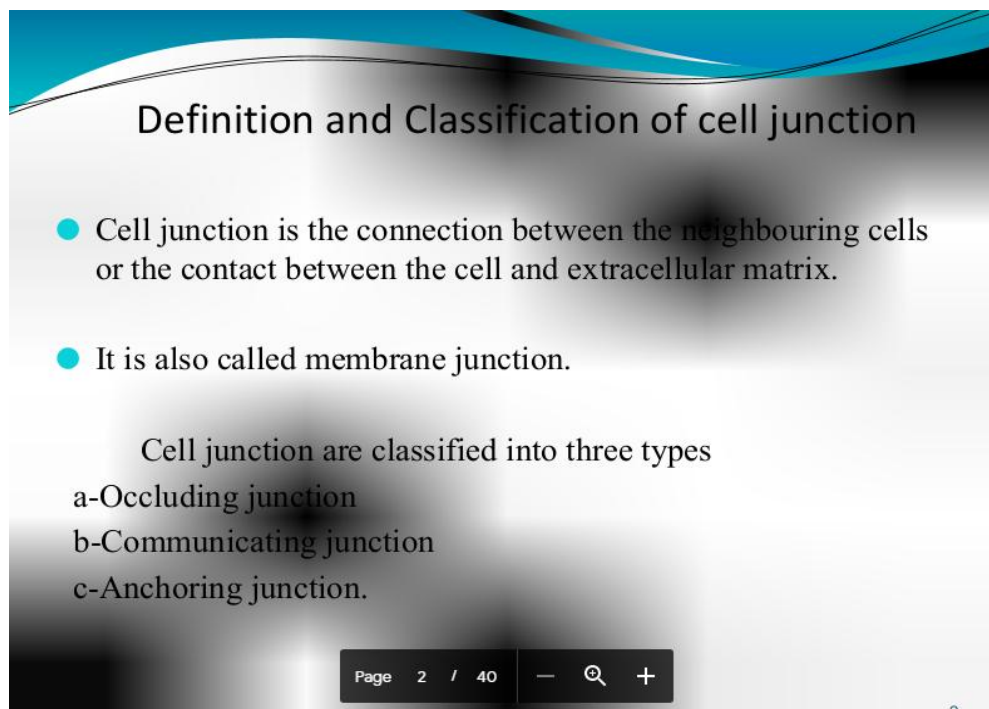 Definition and Classification of cell junction
Cell junction is the connection between the neighbouring cells
or the contact between the cell and extracellular matrix.
It is also called membrane junction.
Cell junction are classified into three types
a-Occluding junction
b-Communicating junction
c-Anchoring junction.
Page 2 / 40